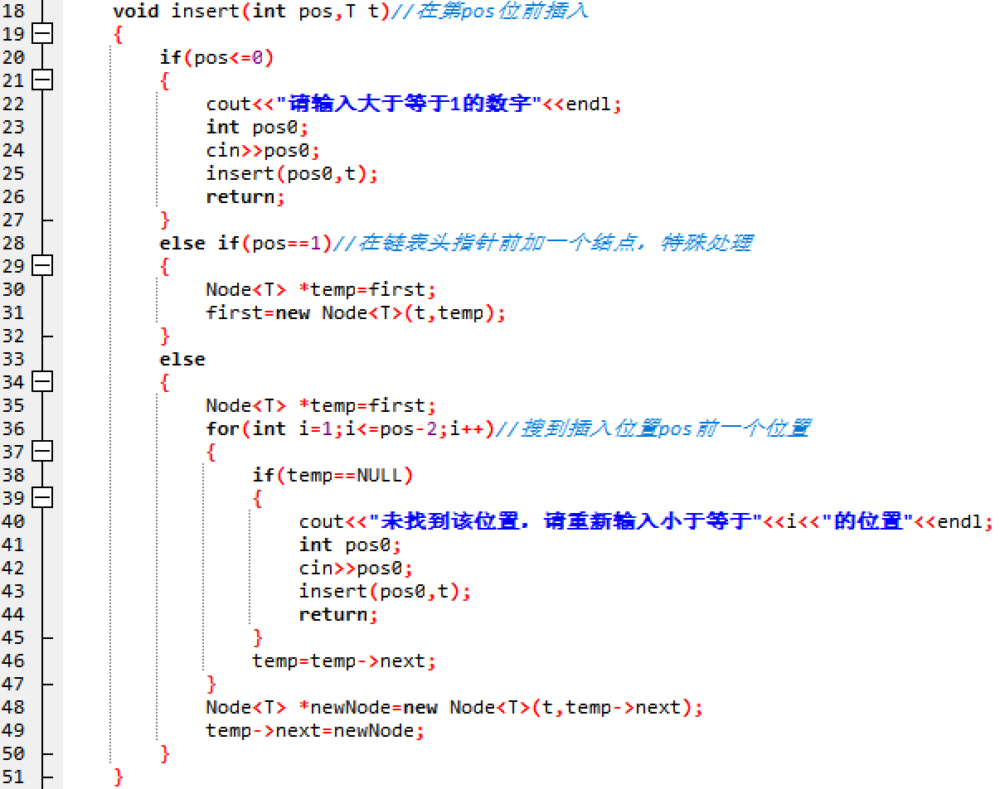 18 void insert(int pos,T t)//在第pos位前插入
19 {
20 if(pos<=0)
21 {
22 cout<<"请输入大于等于1的数字"<<endl;
23 int pos0;
24 cin>>pos0;
25 insert(pos0,t);
26 return;
27 }
28 else if(pos==1)//在链表头指针前加一个结点，特殊处理
29 {
30 Node<T> *temp=first;
31 first=new Node<T>(t,temp);
32 }
33 else
34 {
35 Node<T> *temp=first;
36 for(int i=1;i<=pos-2;i++)//搜到插入位置pos前一个位置
37 {
38 if(temp==NULL)
39 {
40 cout<<"未找到该位置，请重新输入小于等于"<<i<<"的位置"<<endl;
41 int pos0;
42 cin>>pos0;
43 insert(pos0,t);
44 return;
45 }
46 temp=temp->next;
47 }
48 Node<T> *newNode=new Node<T>(t,temp->next);
49 temp->next=newNode;
50 }
51 }